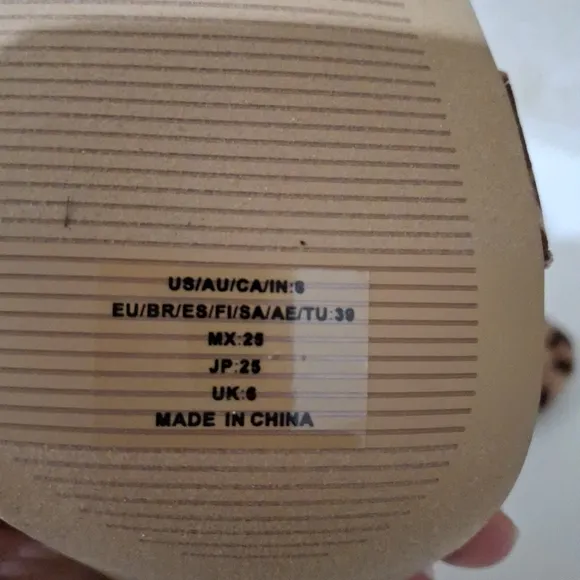 US/AU/CA/IN:8
EU/BR/ES/FI/SA/AE/TU:39
MX:25
JP:25
UK:6
MADE IN CHINA